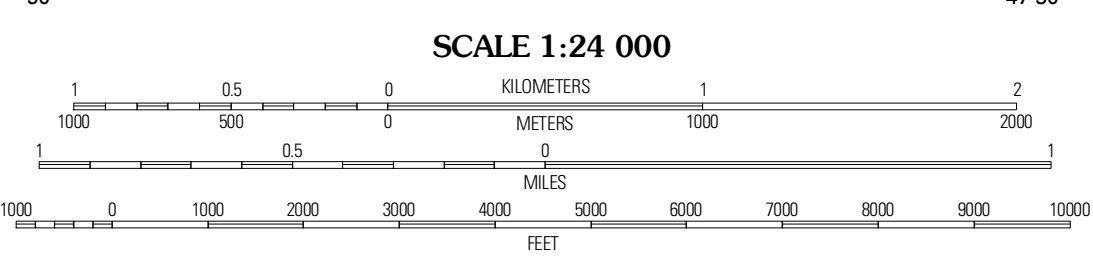 SCALE 1:24 000
1 0.5 0 KILOMETERS 1 2
1000 500 0 METERS 1000 2000
1 0.5 0 1
MILES
1000 0 1000 2000 3000 4000 5000 6000 7000 8000 9000 10000
FEET